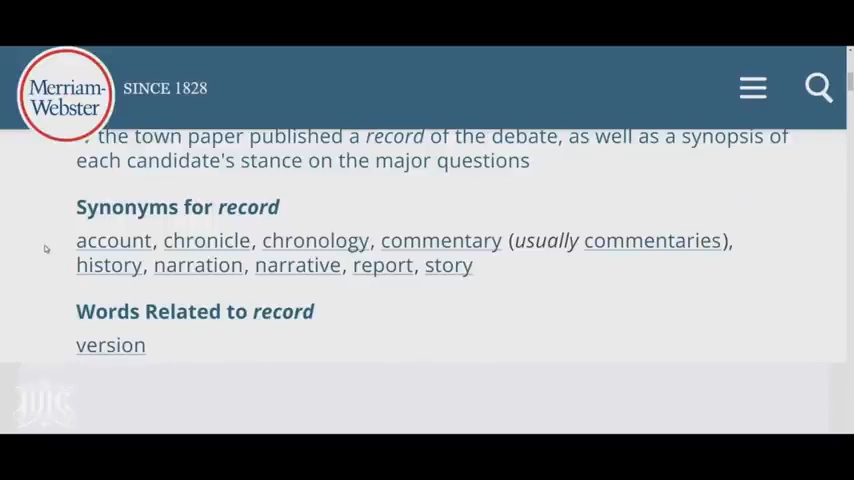 Merriam-
Webster
SINCE 1828
the town paper published a record of the debate, as well as a synopsis of
each candidate's stance on the major questions
Synonyms for record
account, chronicle, chronology, commentary (usually commentaries),
history, narration, narrative, report, story
Words Related to record
version